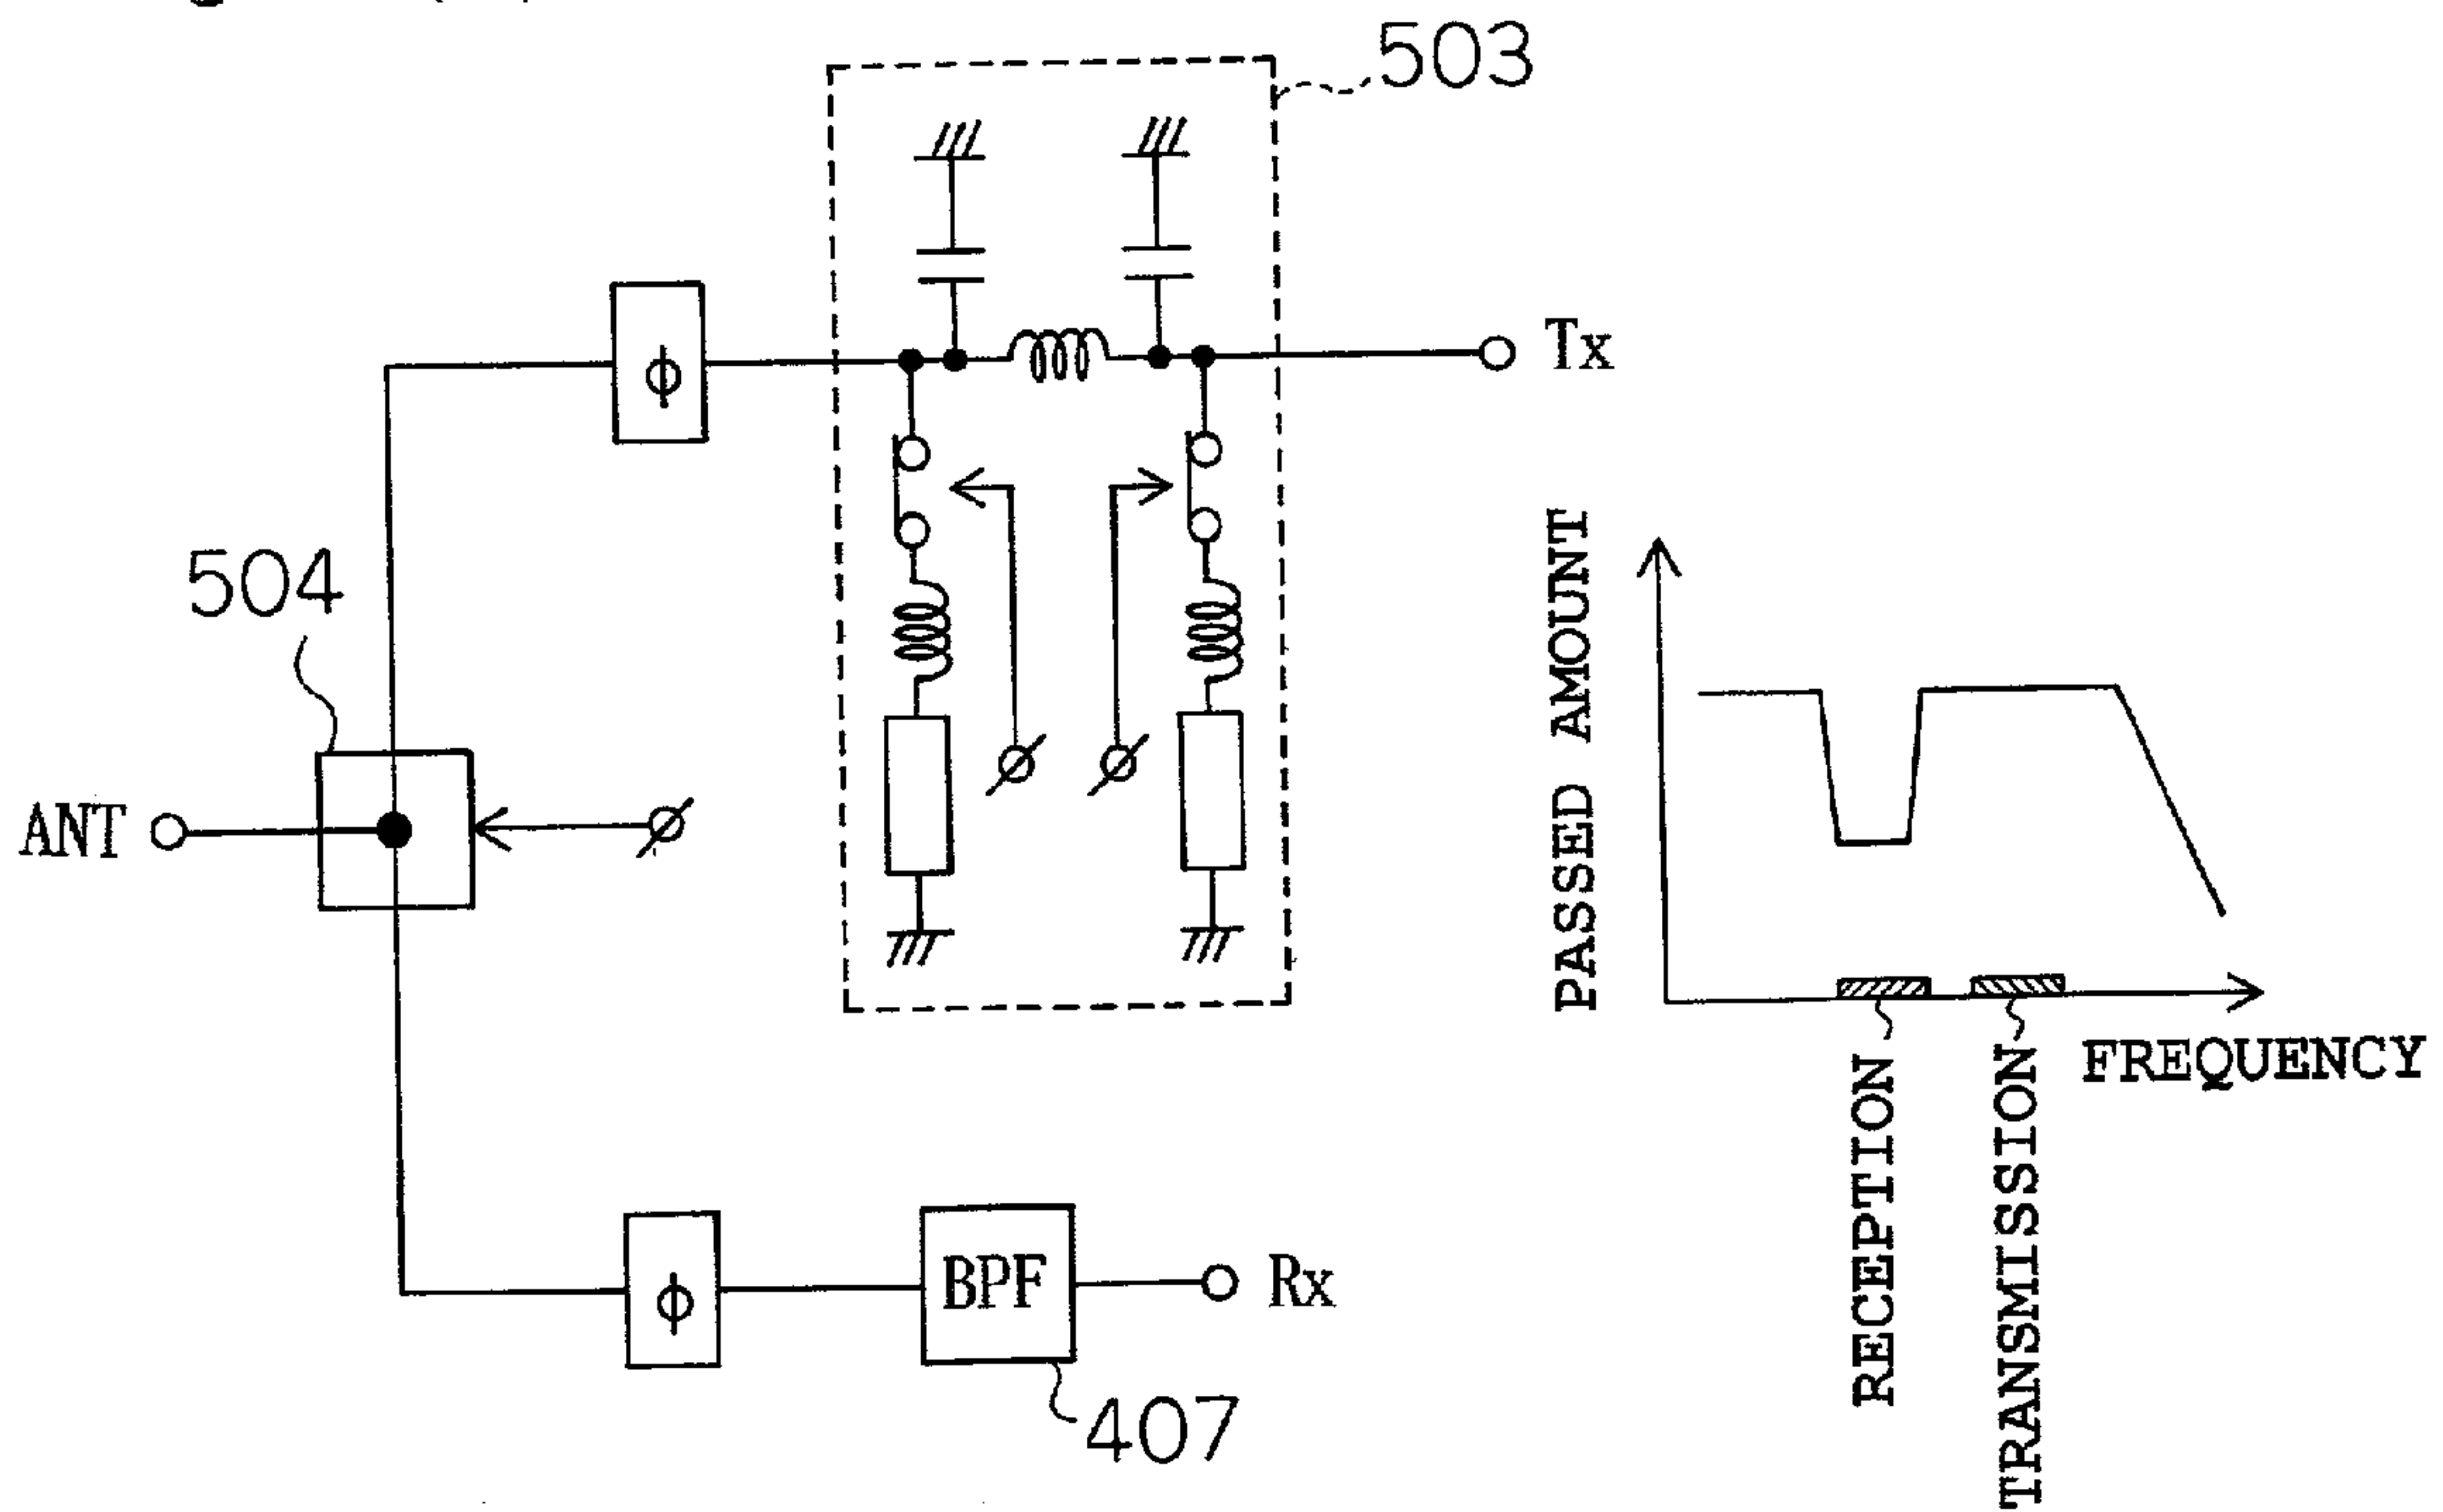 503
ϕ
Tx
504
ANT
ϕ
BPF
Rx
407
PASSED AMOUNT
FREQUENCY
RECEPTION
TRANSMISSION